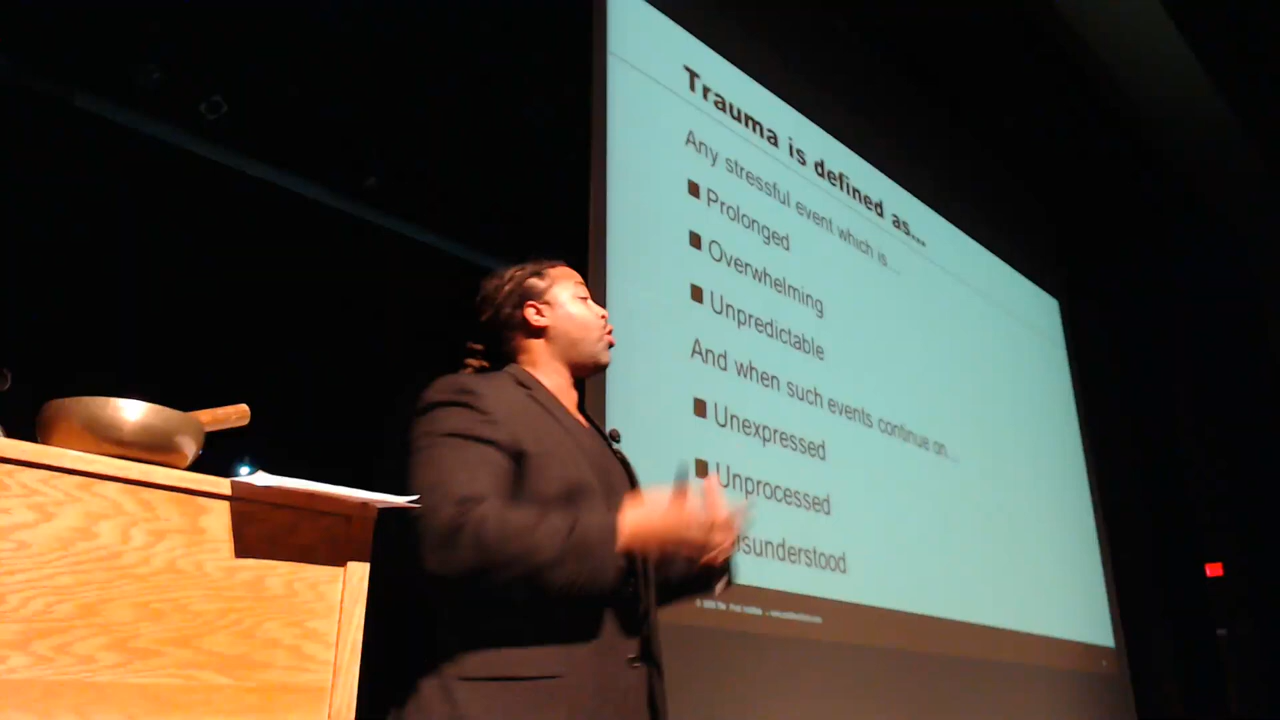 Trauma is defined as...
Any stressful event which is...
Prolonged
Overwhelming
Unpredictable
And when such events continue on...
Unexpressed
Unprocessed
isunderstood